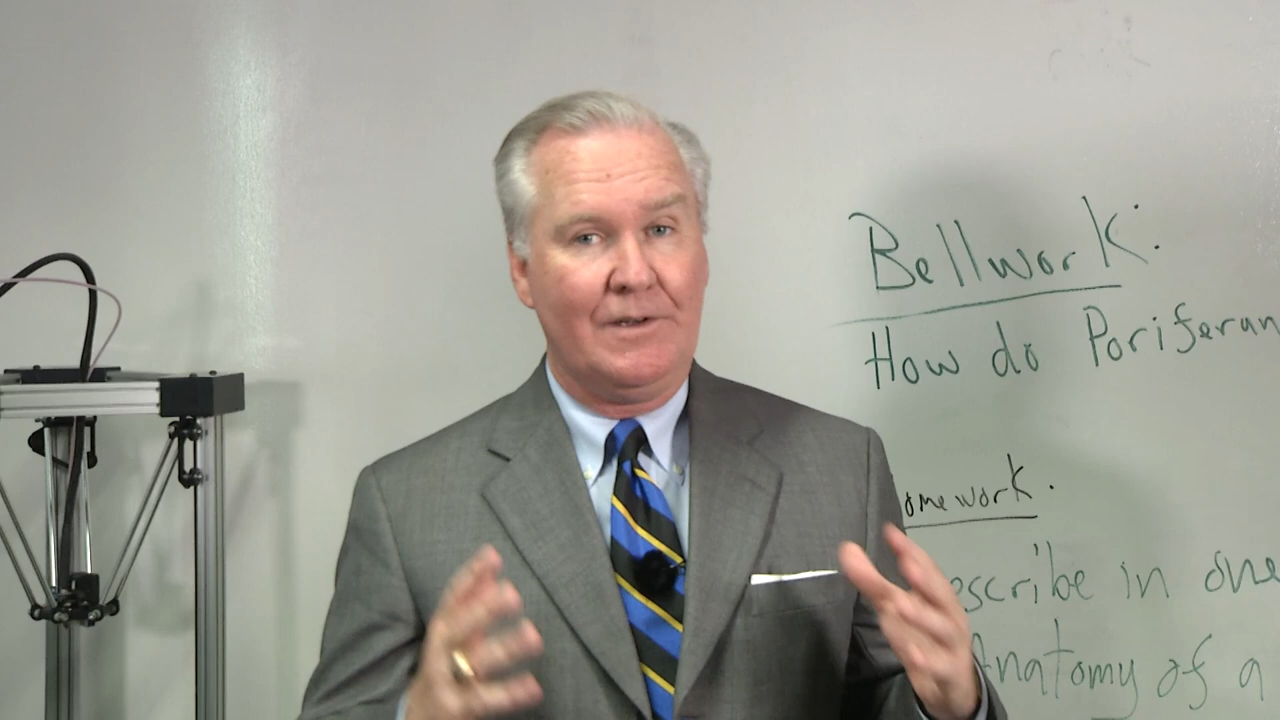 Bellwork:
How do Poriferan
omework.
escribe in one
Anatomy of a